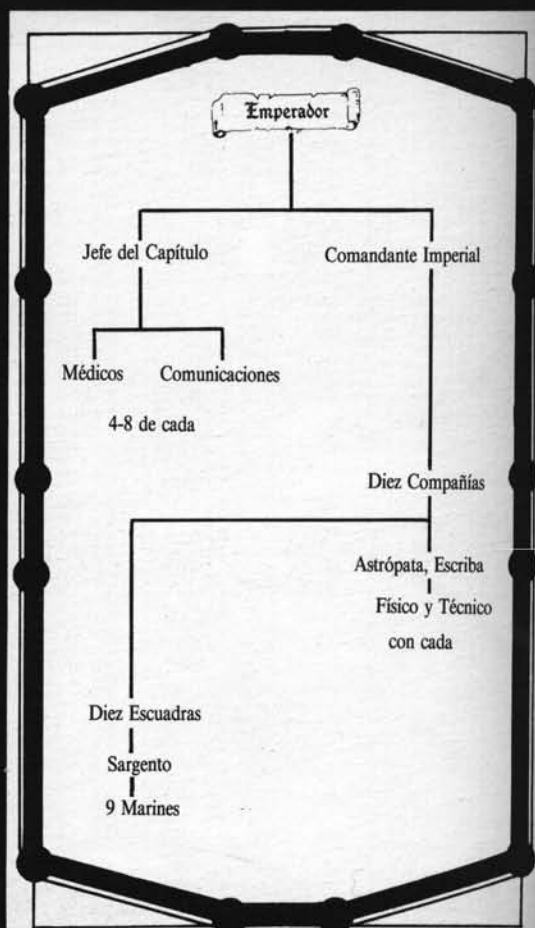 Emperador
Jefe del Capítulo
Comandante Imperial
Médicos
Comunicaciones
4-8 de cada
Diez Compañías
Astrópata, Escriba
Físico y Técnico
con cada
Diez Escuadras
Sargento
9 Marines